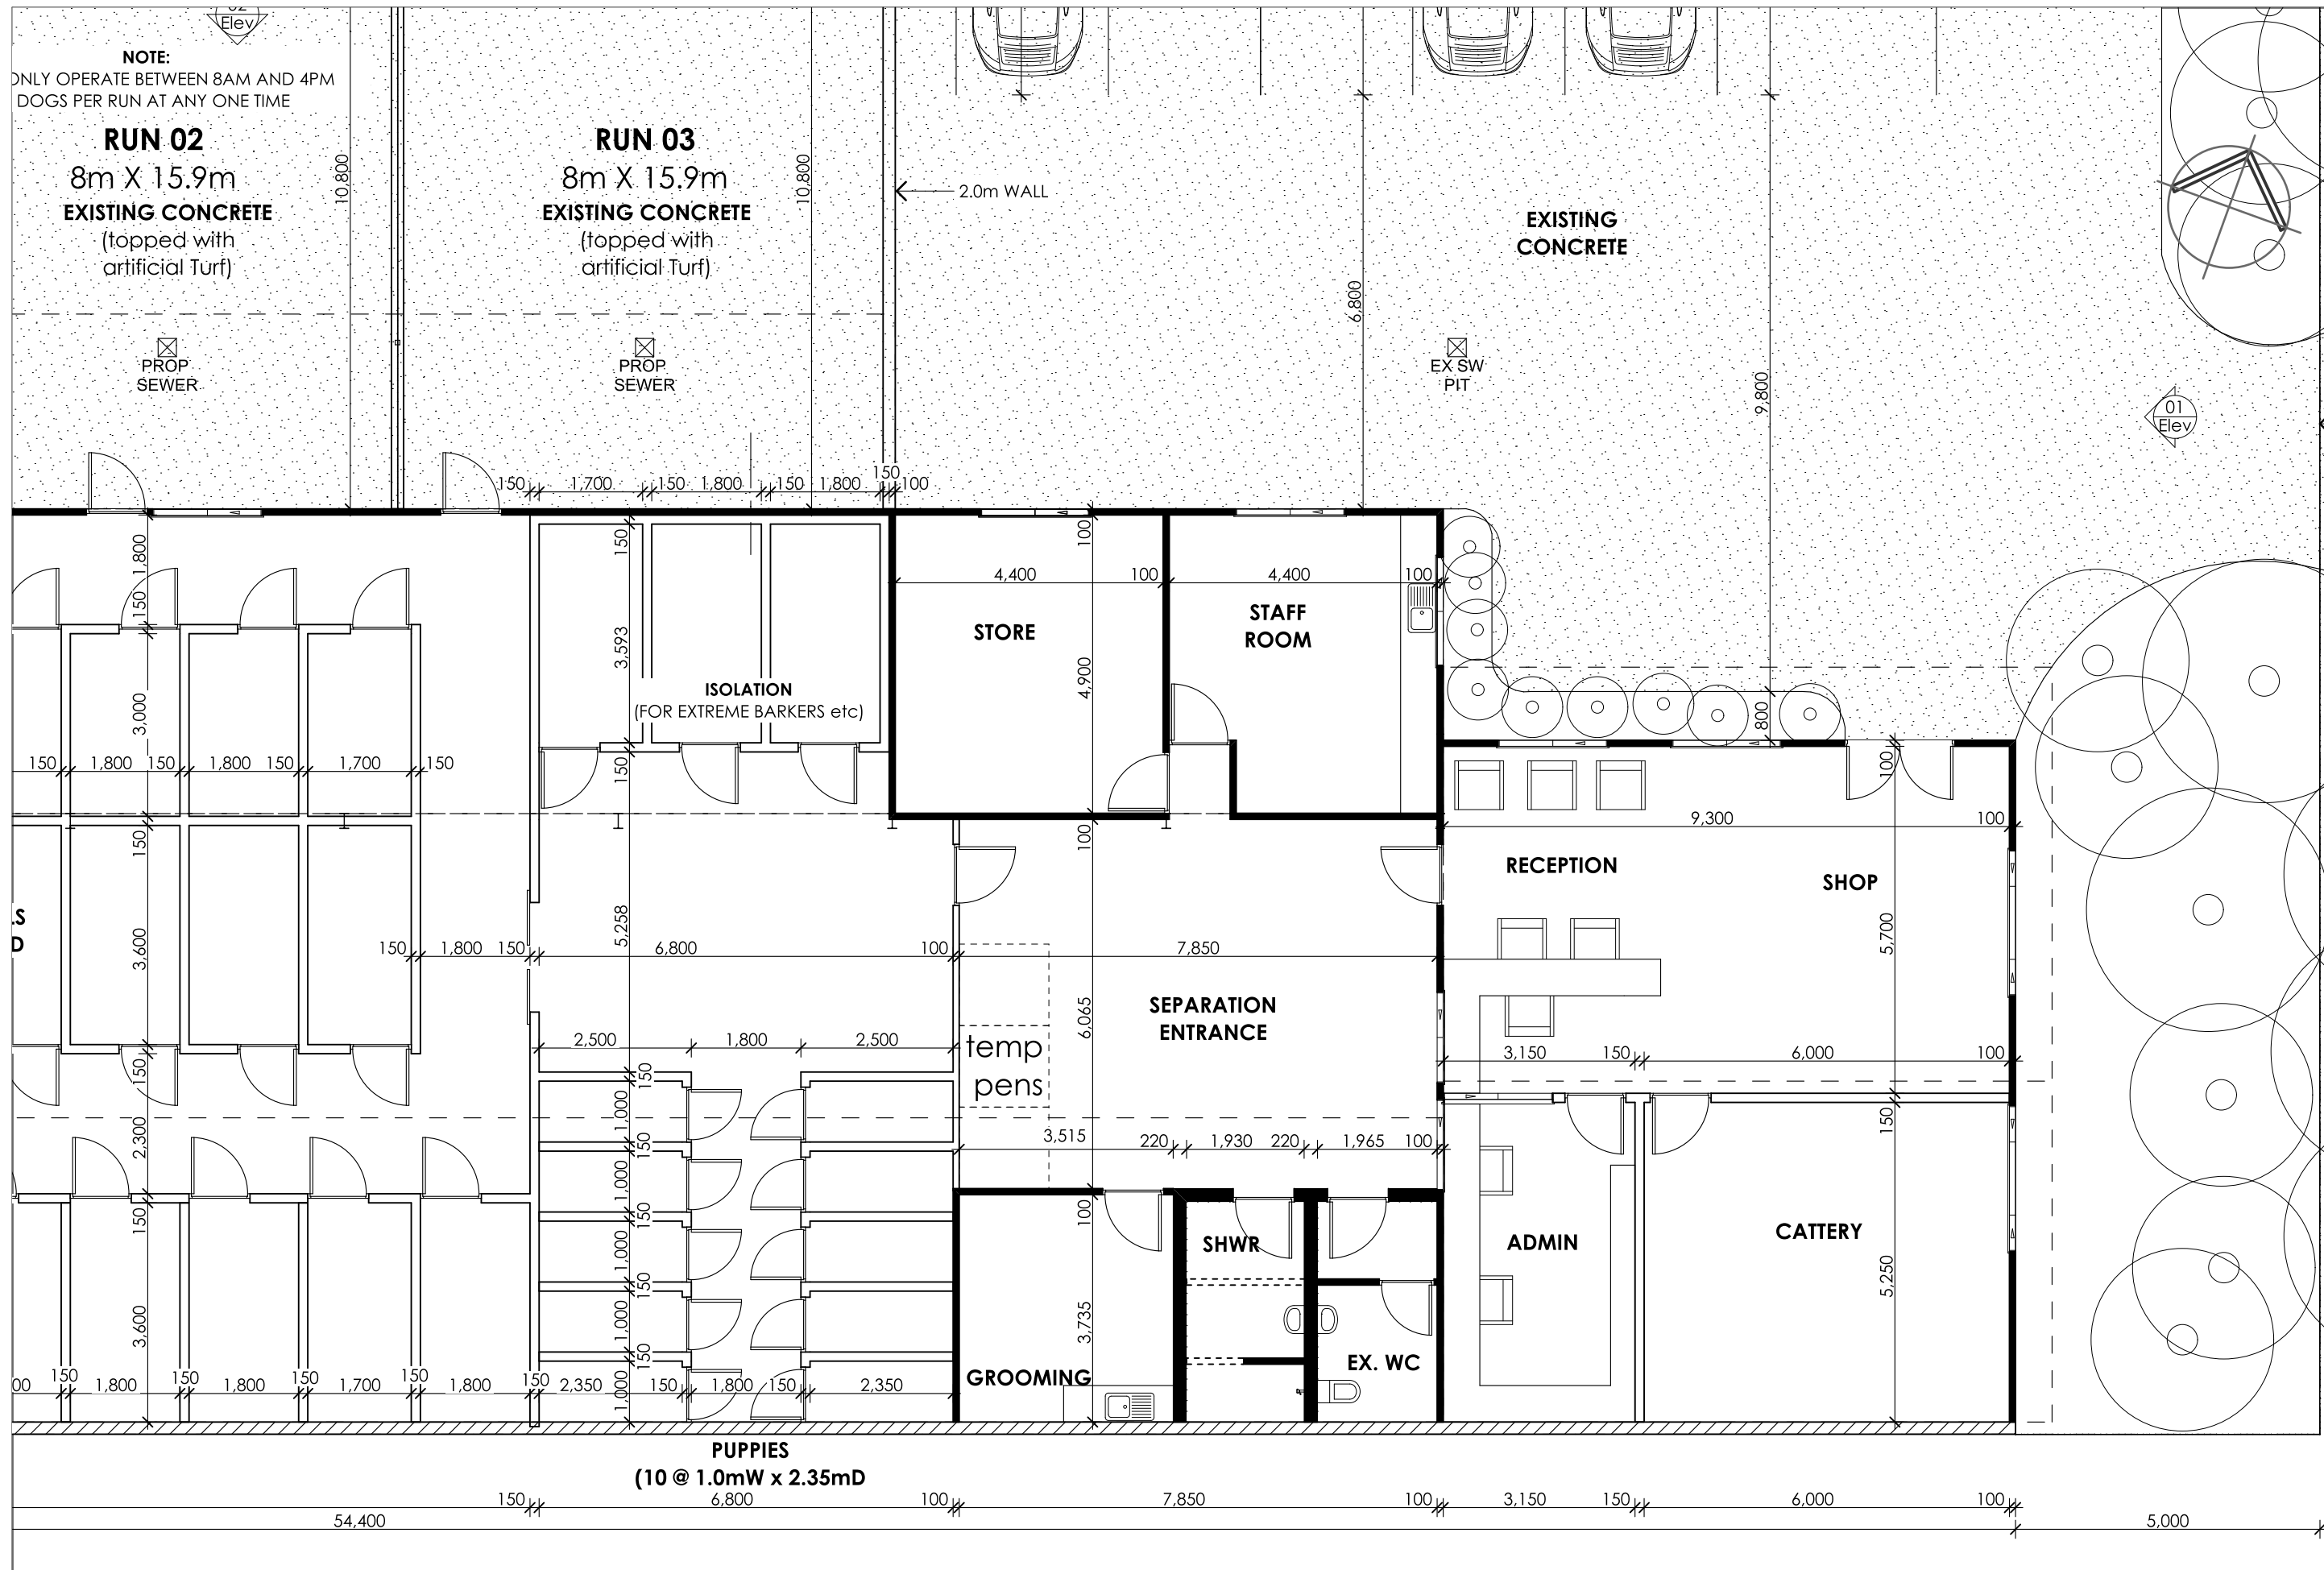 Elev
NOTE:
ONLY OPERATE BETWEEN 8AM AND 4PM
DOGS PER RUN AT ANY ONE TIME
RUN 02
8m X 15.9m
EXISTING CONCRETE
(topped with
artificial Turf)
10,800
RUN 03
8m X 15.9m
EXISTING CONCRETE
(topped with
artificial Turf)
10,800
2.0m WALL
EXISTING
CONCRETE
6,800
9,800
PROP
SEWER
PROP
SEWER
EX SW
PIT
01
Elev
150 1,700 150 1,800 150 1,800 150 100
1,800
150
3,000
150
3,600
150
2,300
150
3,600
150
3,593
150
5,258
ISOLATION
(FOR EXTREME BARKERS etc)
100
4,400 100 4,400 100
STORE
STAFF
ROOM
4,900
100
800
150 1,800 150 1,800 150 1,700 150
100
9,300 100
RECEPTION
SHOP
5,700
150 1,800 150 6,800 100 7,850
SEPARATION
ENTRANCE
6,065
temp
pens
2,500 1,800 2,500
3,150 150 6,000 100
150
1,000
150
1,000
150
1,000
150
1,000
150
1,000
3,515 220 1,930 220 1,965 100
150
100
3,735
SHWR
ADMIN
CATTERY
5,250
GROOMING
EX. WC
150 1,800 150 1,800 150 1,700 150 1,800 150 2,350 150 1,800 150 2,350
PUPPIES
(10 @ 1.0mW x 2.35mD
150 6,800 100 7,850 100 3,150 150 6,000 100
54,400 5,000